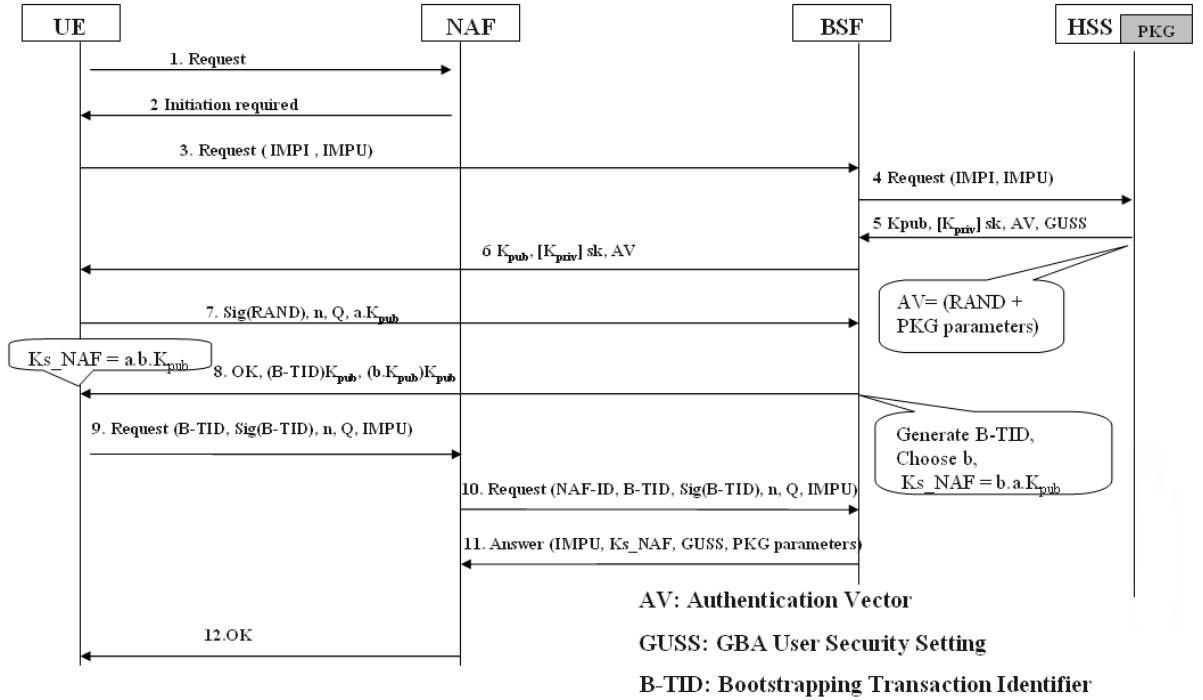 UE NAF BSF HSS PKG
1. Request
2 Initiation required
3. Request ( IMPI , IMPU)
4 Request (IMPI, IMPU)
5 Kpub, [Kpriv] sk, AV, GUSS
6 Kpub, [Kpriv] sk, AV
AV= (RAND +
PKG parameters)
7. Sig(RAND), n, Q, a.Kpub
Ks_NAF = a.b.Kpub
8. OK, (B-TID)Kpub, (b.Kpub)Kpub
9. Request (B-TID, Sig(B-TID), n, Q, IMPU)
Generate B-TID,
Choose b,
Ks_NAF = b.a.Kpub
10. Request (NAF-ID, B-TID, Sig(B-TID), n, Q, IMPU)
11. Answer (IMPU, Ks_NAF, GUSS, PKG parameters)
AV: Authentication Vector
12.OK
GUSS: GBA User Security Setting
B-TID: Bootstrapping Transaction Identifier